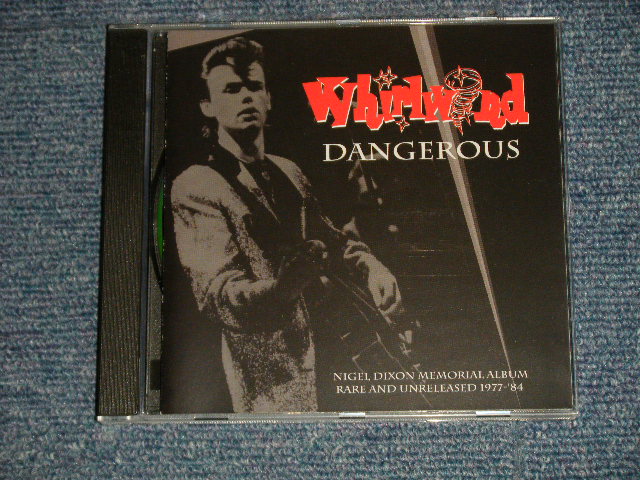 Whirlwind
DANGEROUS
NIGEL DIXON MEMORIAL ALBUM
RARE AND UNRELEASED 1977-'84